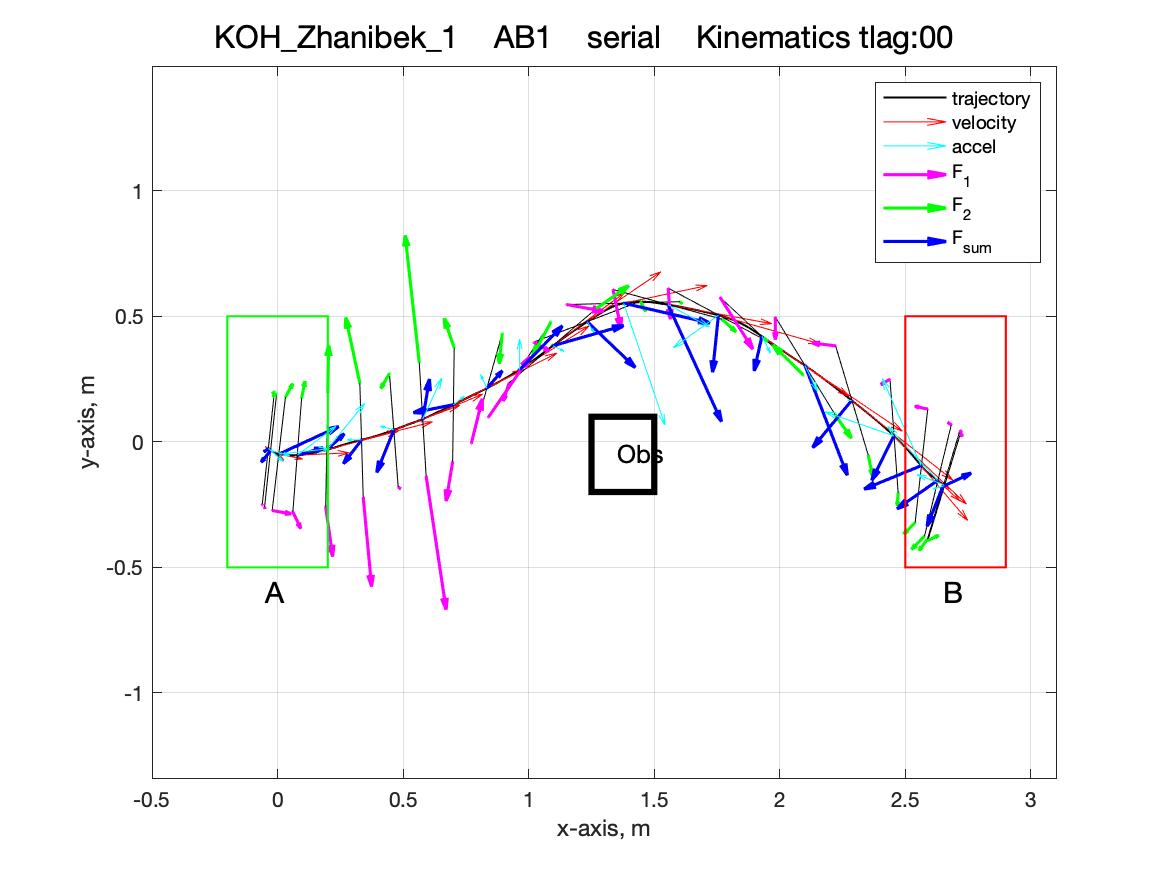 KOH_Zhanibek_1 AB1 serial Kinematics tlag:00
trajectory
velocity
accel
F1
F2
Fsum
1
0.5
0
-0.5
-1
y-axis, m
Obs
A
B
-0.5 0 0.5 1 1.5 2 2.5 3
x-axis, m